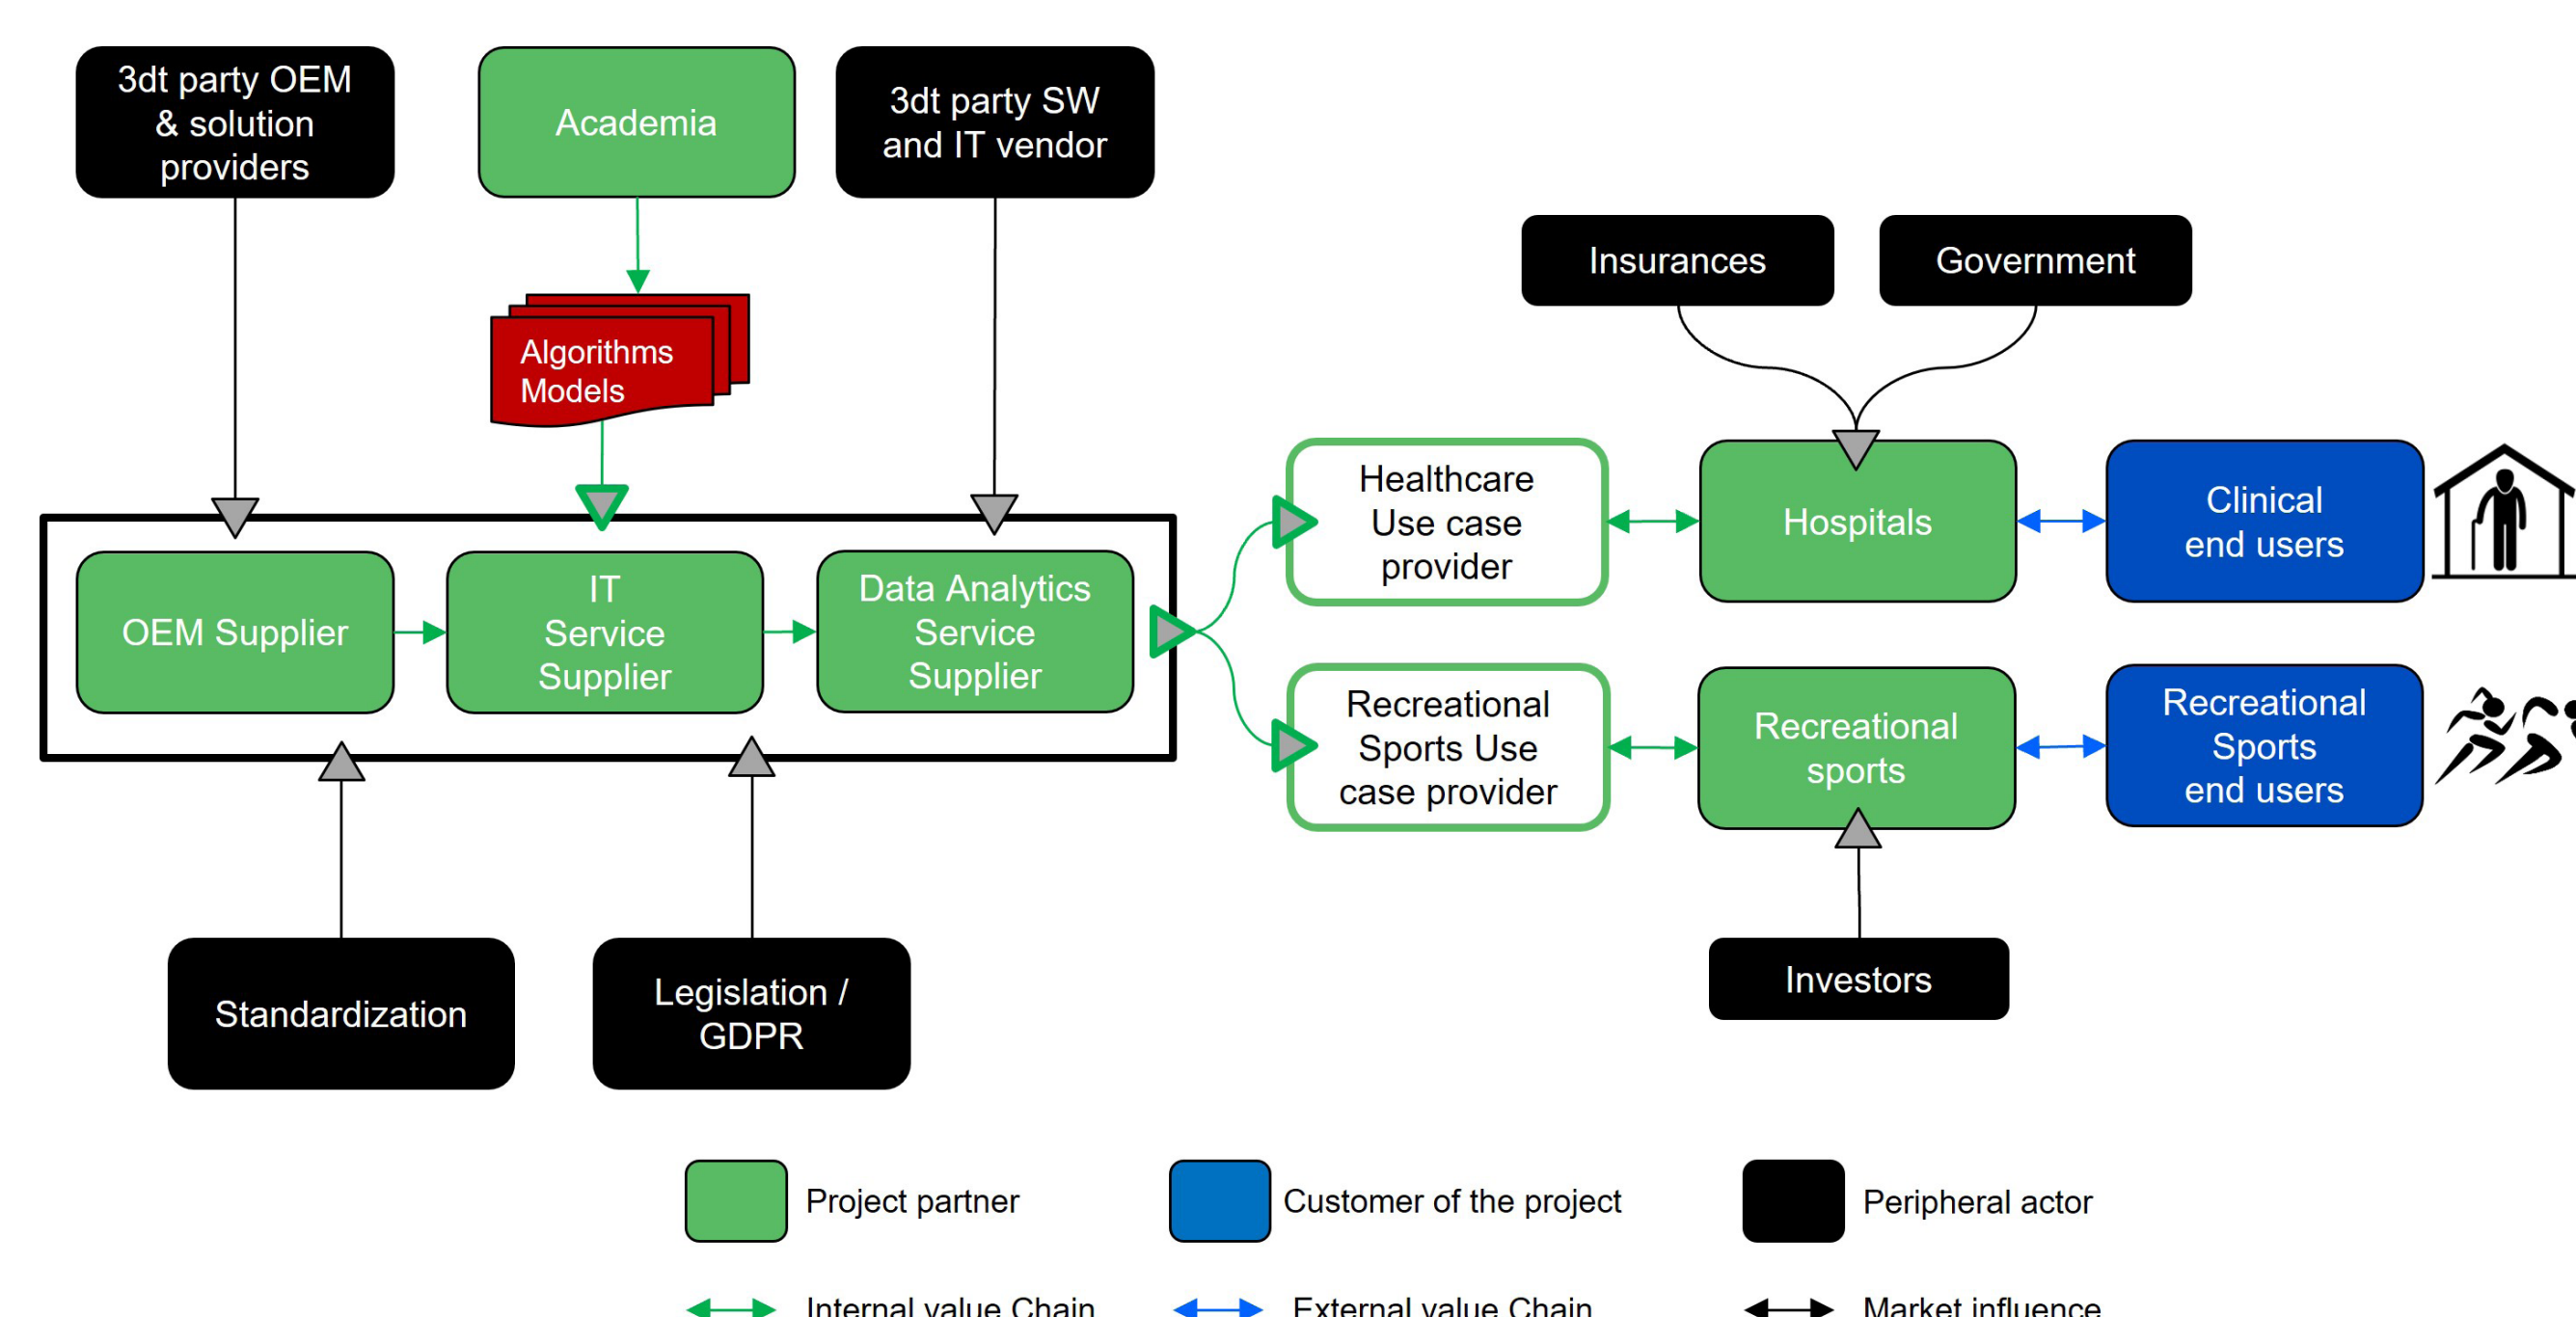 3dt party OEM
& solution
providers
Academia
3dt party SW
and IT vendor
Insurances
Government
Algorithms
Models
Healthcare
Use case
provider
Hospitals
Clinical
end users
OEM Supplier
IT
Service
Supplier
Data Analytics
Service
Supplier
Recreational
Sports Use
case provider
Recreational
sports
Recreational
Sports
end users
Standardization
Legislation /
GDPR
Investors
Project partner
Customer of the project
Peripheral actor
Internal value Chain
External value Chain
Market influence